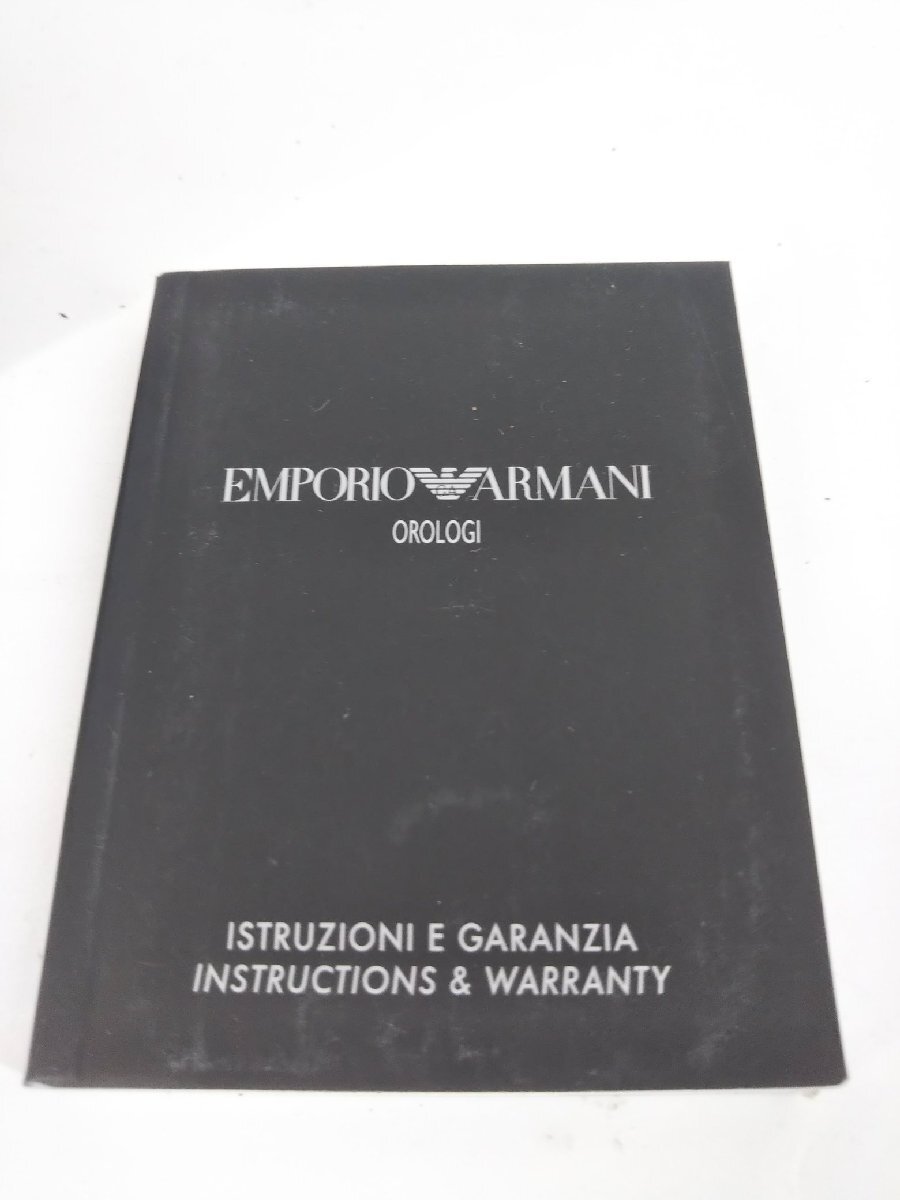 EMPORIO ARMANI
OROLOGI
ISTRUZIONI E GARANZIA
INSTRUCTIONS & WARRANTY